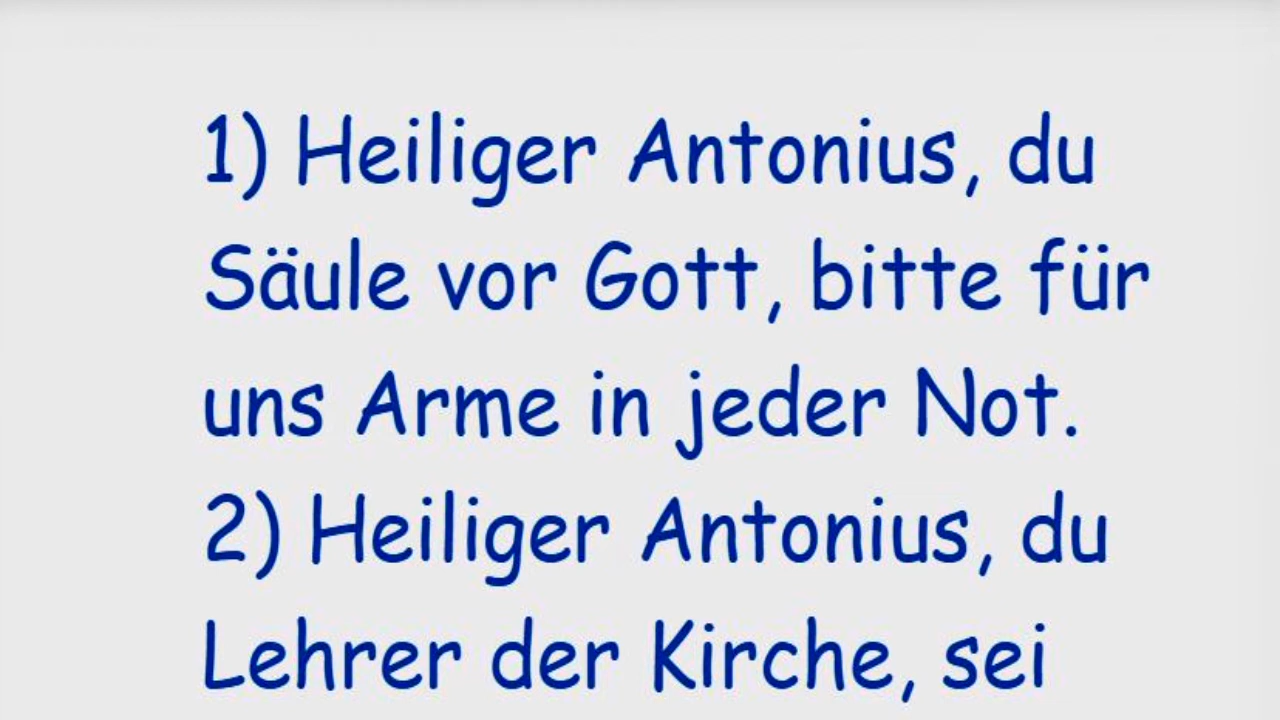 1) Heiliger Antonius, du
Säule vor Gott, bitte für
uns Arme in jeder Not.
2) Heiliger Antonius, du
Lehrer der Kirche, sei